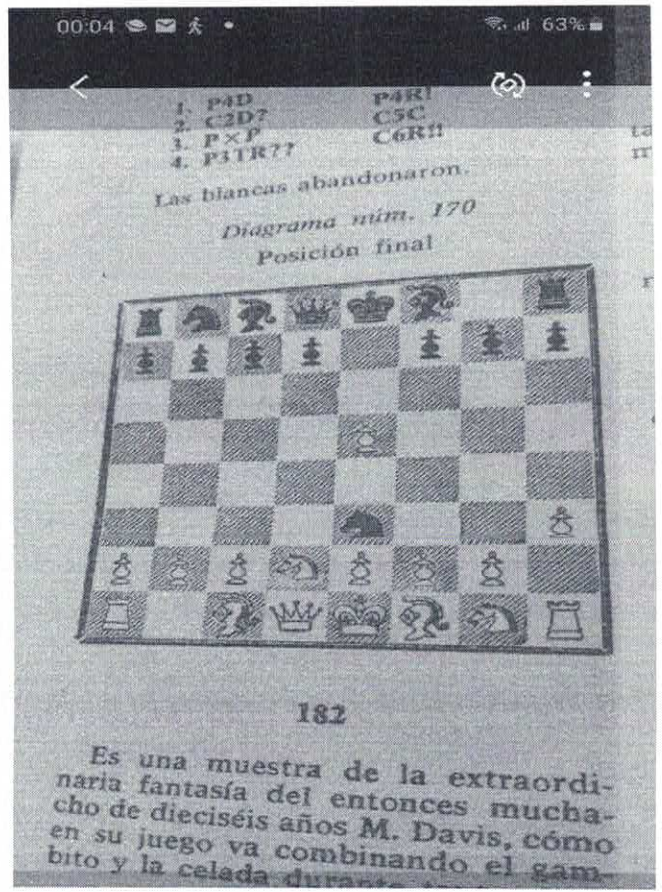 00:04 63%
1. P4D P4R!
2. C2D? C5C
3. P×P C6R!!
4. P3TR??
Las blancas abandonaron.
Diagrama núm. 170
Posición final
182
Es una muestra de la extraordi-
naria fantasía del entonces mucha-
cho de dieciséis años M. Davis, cómo
en su juego va combinando el gam-
bito y la celada durante